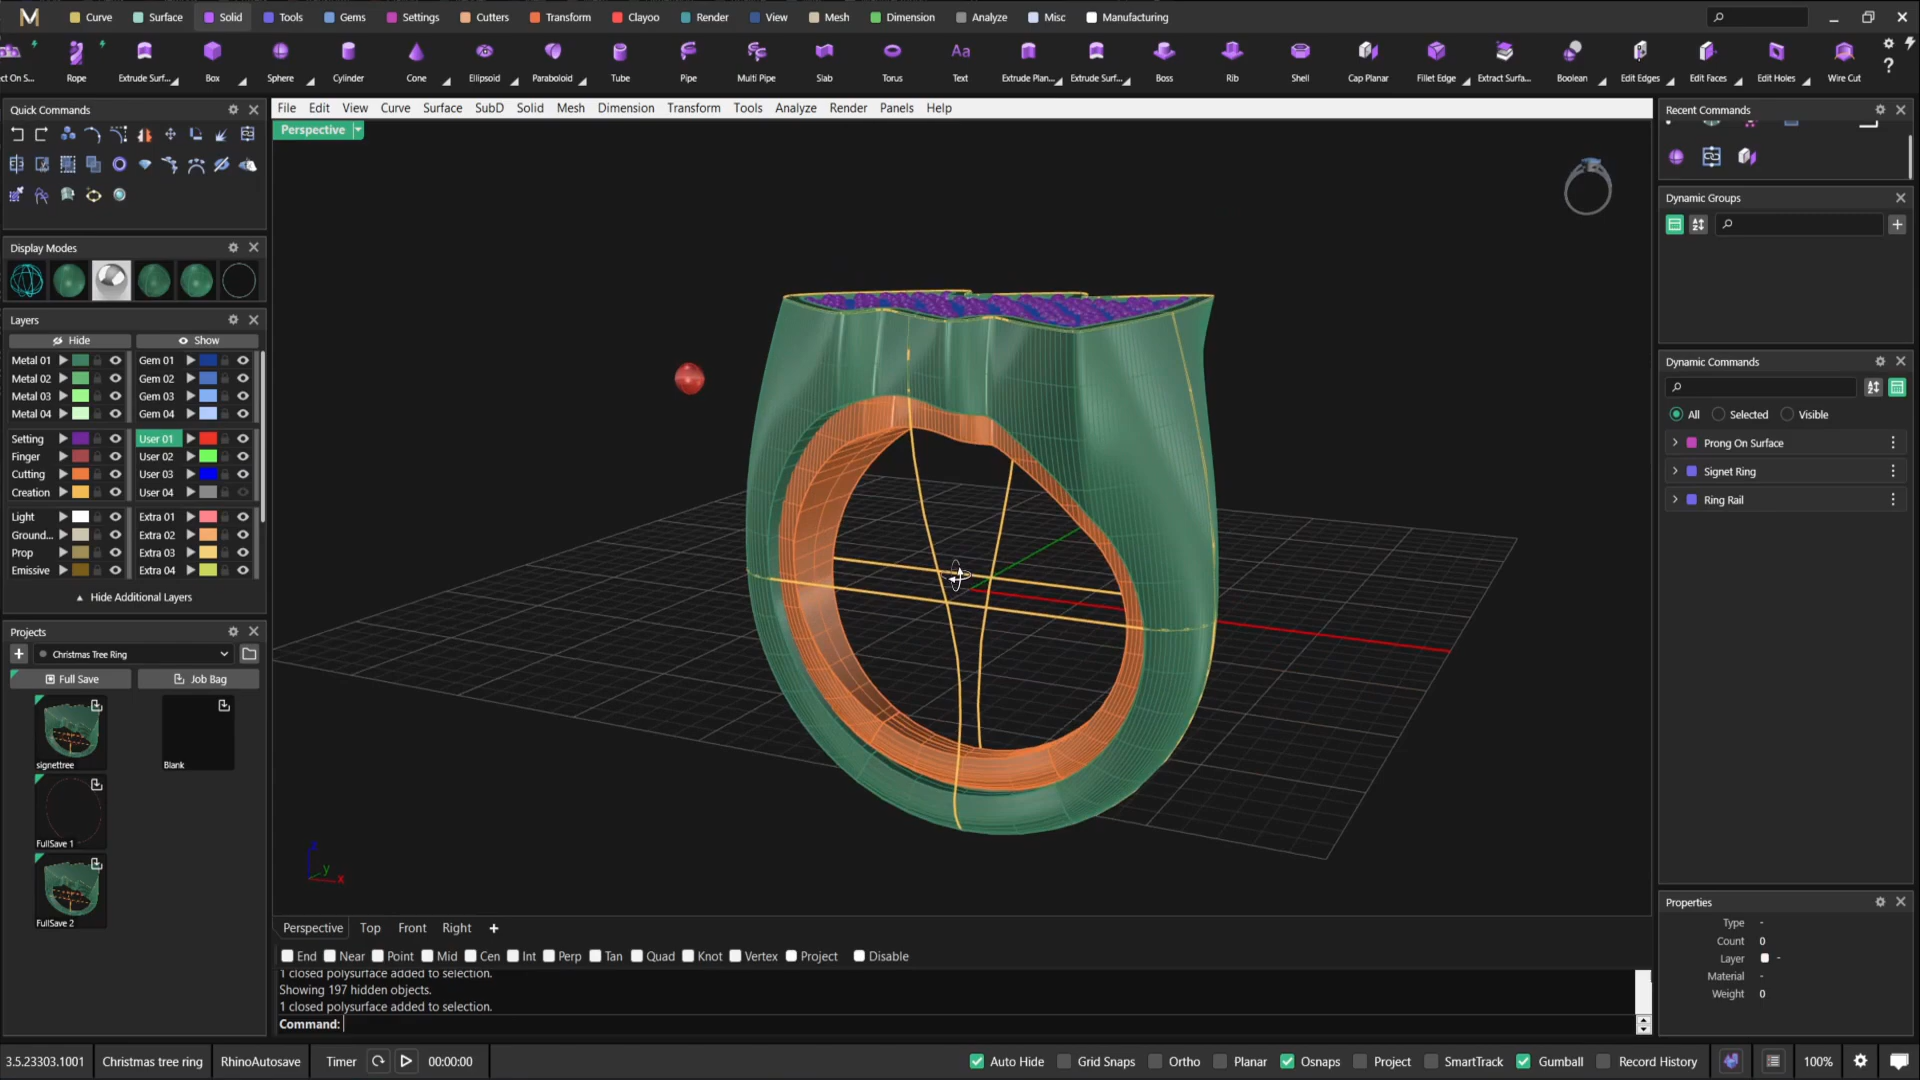 Curve Surface Solid Tools Gems Settings Cutters Transform Clayoo Render View Mesh Dimension Analyze Misc Manufacturing
ect On S... Rope Extrude Surf... Box Sphere Cylinder Cone Ellipsoid Paraboloid Tube Pipe Multi Pipe Slab Torus Text Extrude Plan... Extrude Surf... Boss Rib Shell Cap Planar Fillet Edge Extract Surfa... Boolean Edit Edges Edit Faces Edit Holes Wire Cut
Quick Commands
File Edit View Curve Surface SubD Solid Mesh Dimension Transform Tools Analyze Render Panels Help
Perspective
Recent Commands
Dynamic Groups
Display Modes
Layers
Hide Show
Metal 01 Gem 01
Metal 02 Gem 02
Metal 03 Gem 03
Metal 04 Gem 04
Setting User 01
Finger User 02
Cutting User 03
Creation User 04
Light Extra 01
Ground... Extra 02
Prop Extra 03
Emissive Extra 04
Hide Additional Layers
Dynamic Commands
All Selected Visible
Prong On Surface
Signet Ring
Ring Rail
Projects
Christmas Tree Ring
Full Save Job Bag
signettree Blank
FullSave 1
FullSave 2
z
y
x
Perspective Top Front Right
End Near Point Mid Cen Int Perp Tan Quad Knot Vertex Project Disable
1 closed polysurface added to selection.
Showing 197 hidden objects.
1 closed polysurface added to selection.
Command:
Properties
Type -
Count 0
Layer -
Material -
Weight 0
3.5.23303.1001 Christmas tree ring RhinoAutosave Timer 00:00:00 Auto Hide Grid Snaps Ortho Planar Osnaps Project SmartTrack Gumball Record History 100%